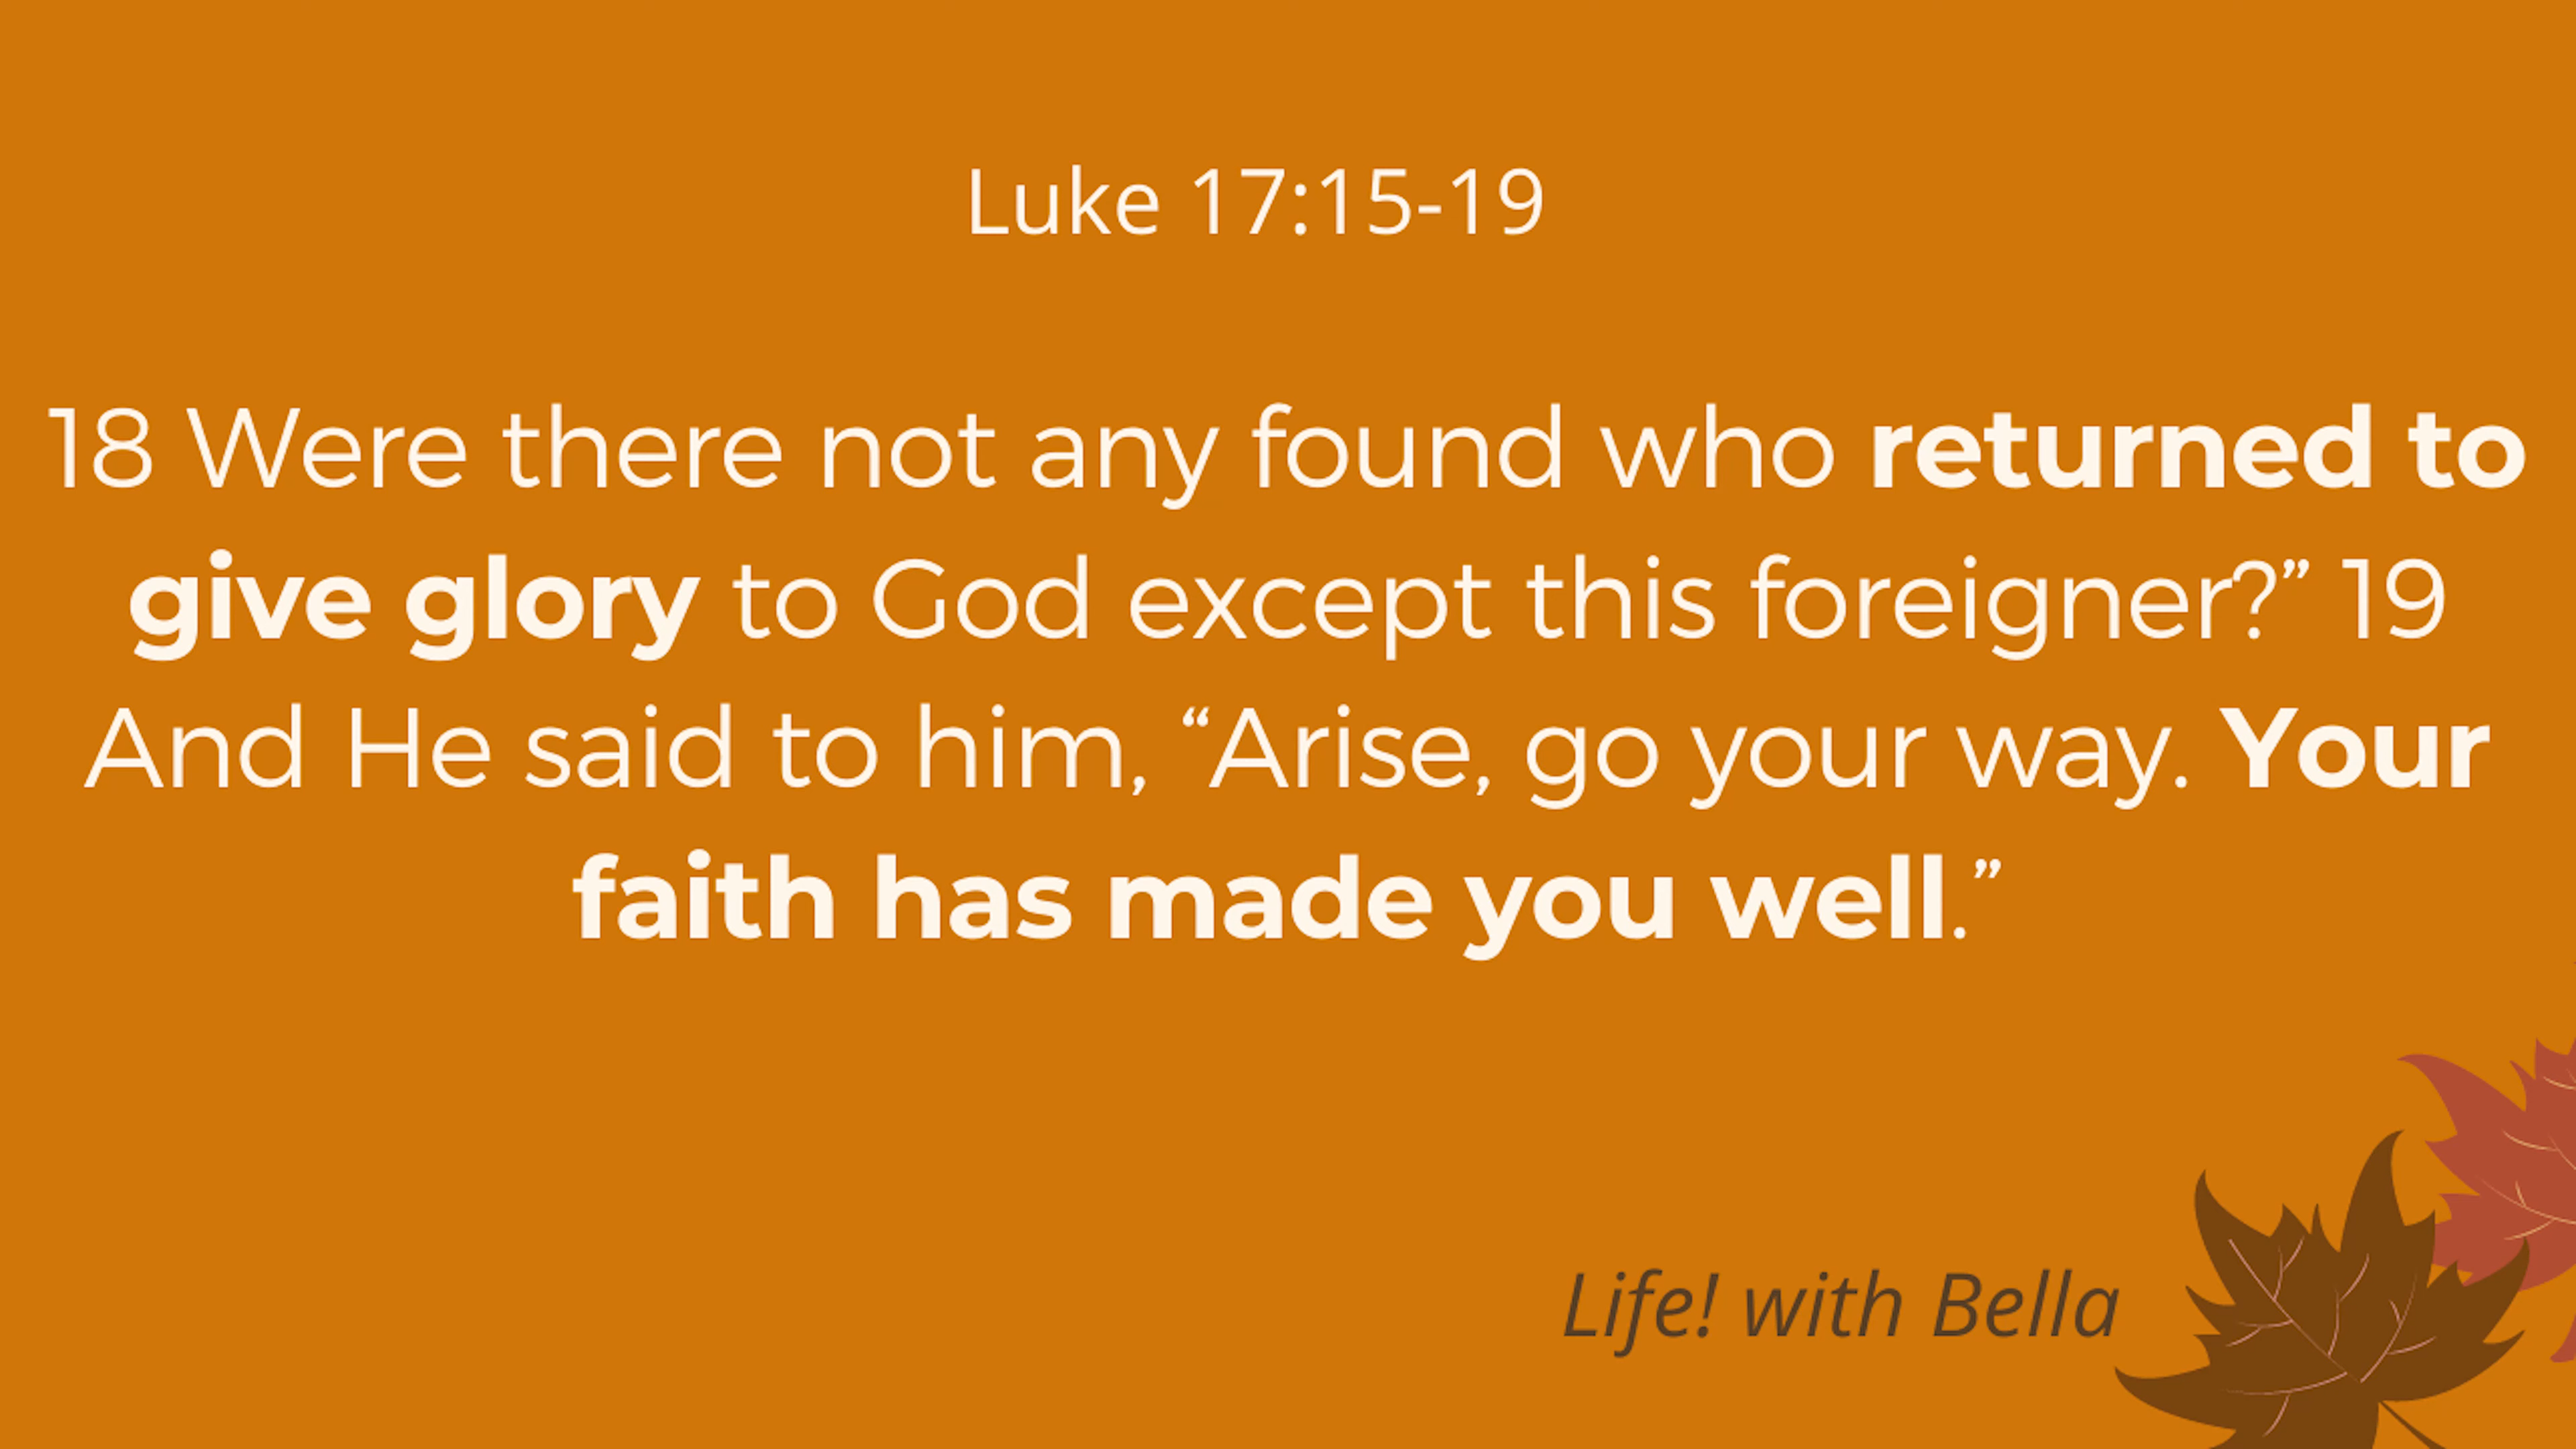 Luke 17:15-19
18 Were there not any found who returned to
give glory to God except this foreigner?” 19
And He said to him, “Arise, go your way. Your
faith has made you well.”
Life! with Bella